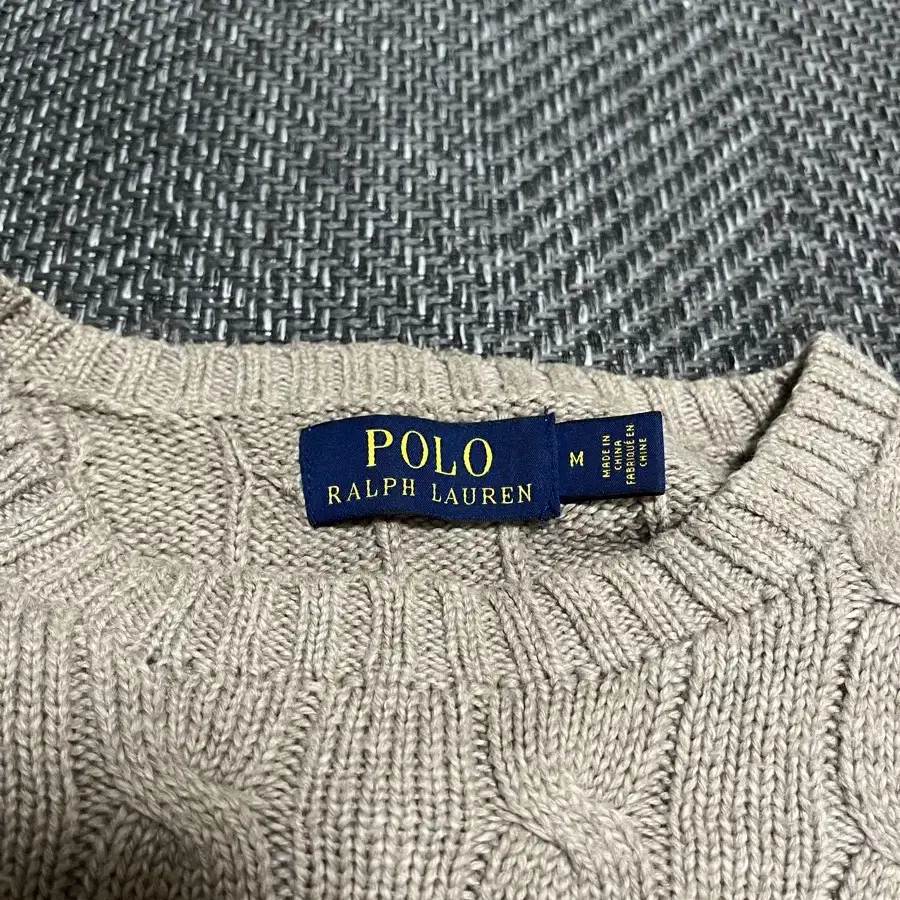 POLO
RALPH LAUREN
M
MADE IN
CHINA
FABRIQUÉ EN
CHINE